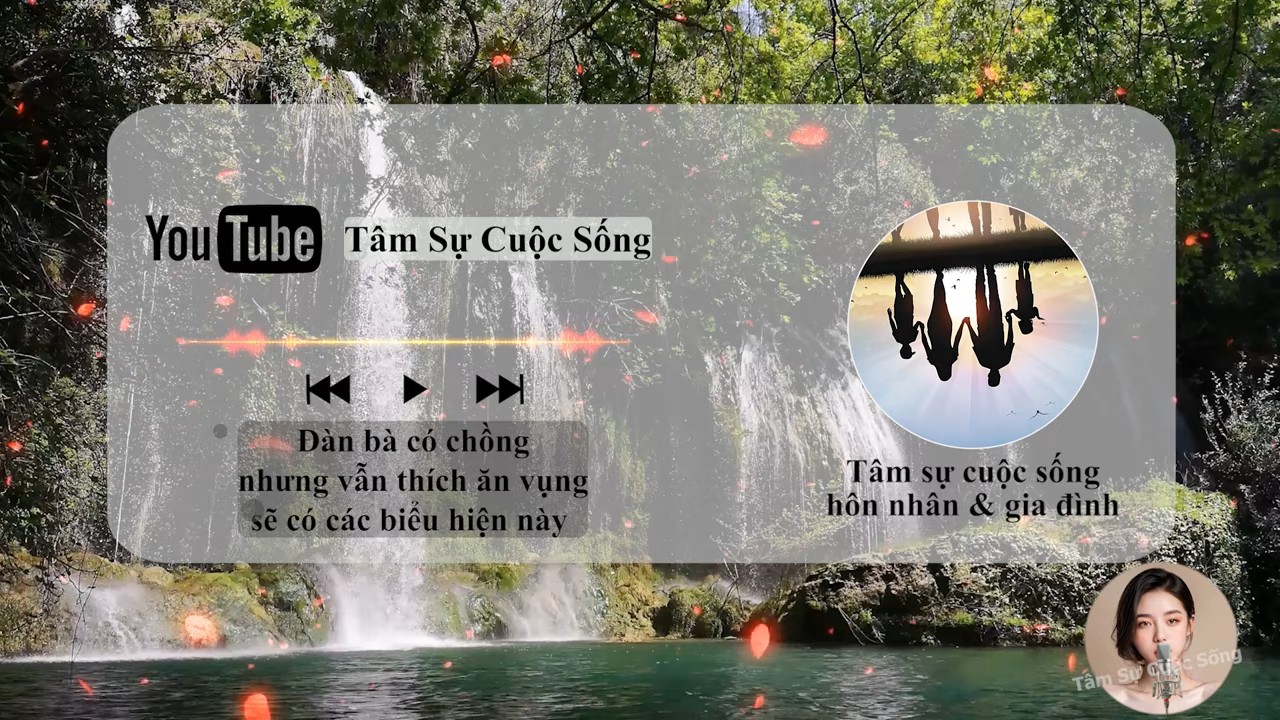 YouTube
Tâm Sự Cuộc Sống
Đàn bà có chồng
nhưng vẫn thích ăn vụng
sẽ có các biểu hiện này
Tâm sự cuộc sống
hôn nhân & gia đình
Tâm Sự Cuộc Sống